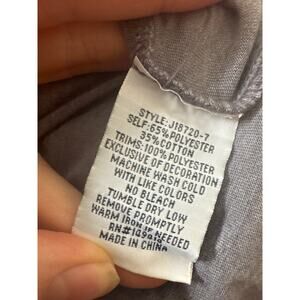 STYLE: J18720-7
SELF: 65% POLYESTER
35% COTTON
TRIMS: 100% POLYESTER
EXCLUSIVE OF DECORATION
MACHINE WASH COLD
WITH LIKE COLORS
NO BLEACH
TUMBLE DRY LOW
REMOVE PROMPTLY
WARM IRON IF NEEDED
MADE IN CHINA